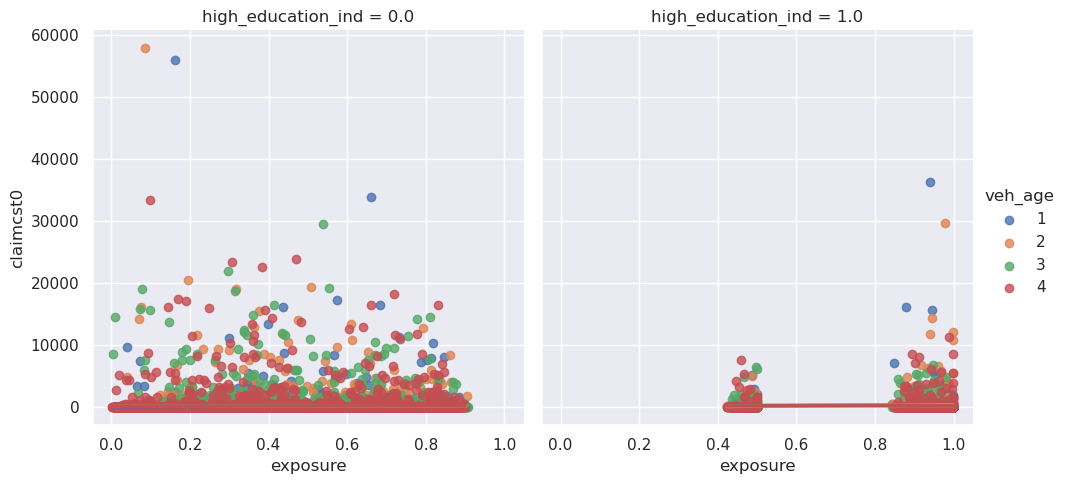 high_education_ind = 0.0
high_education_ind = 1.0
60000
50000
40000
30000
20000
10000
0
claimcst0
0.0 0.2 0.4 0.6 0.8 1.0
0.0 0.2 0.4 0.6 0.8 1.0
exposure
exposure
veh_age
1
2
3
4